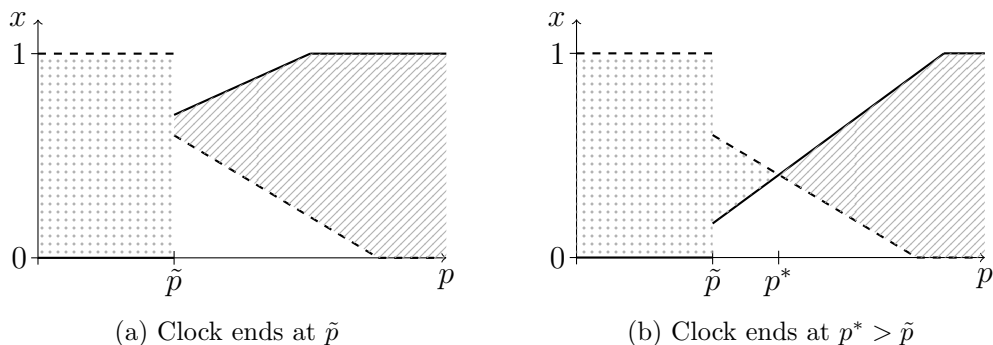 x
1
0
p̃
p
(a) Clock ends at p̃
x
1
0
p̃
p*
p
(b) Clock ends at p* > p̃